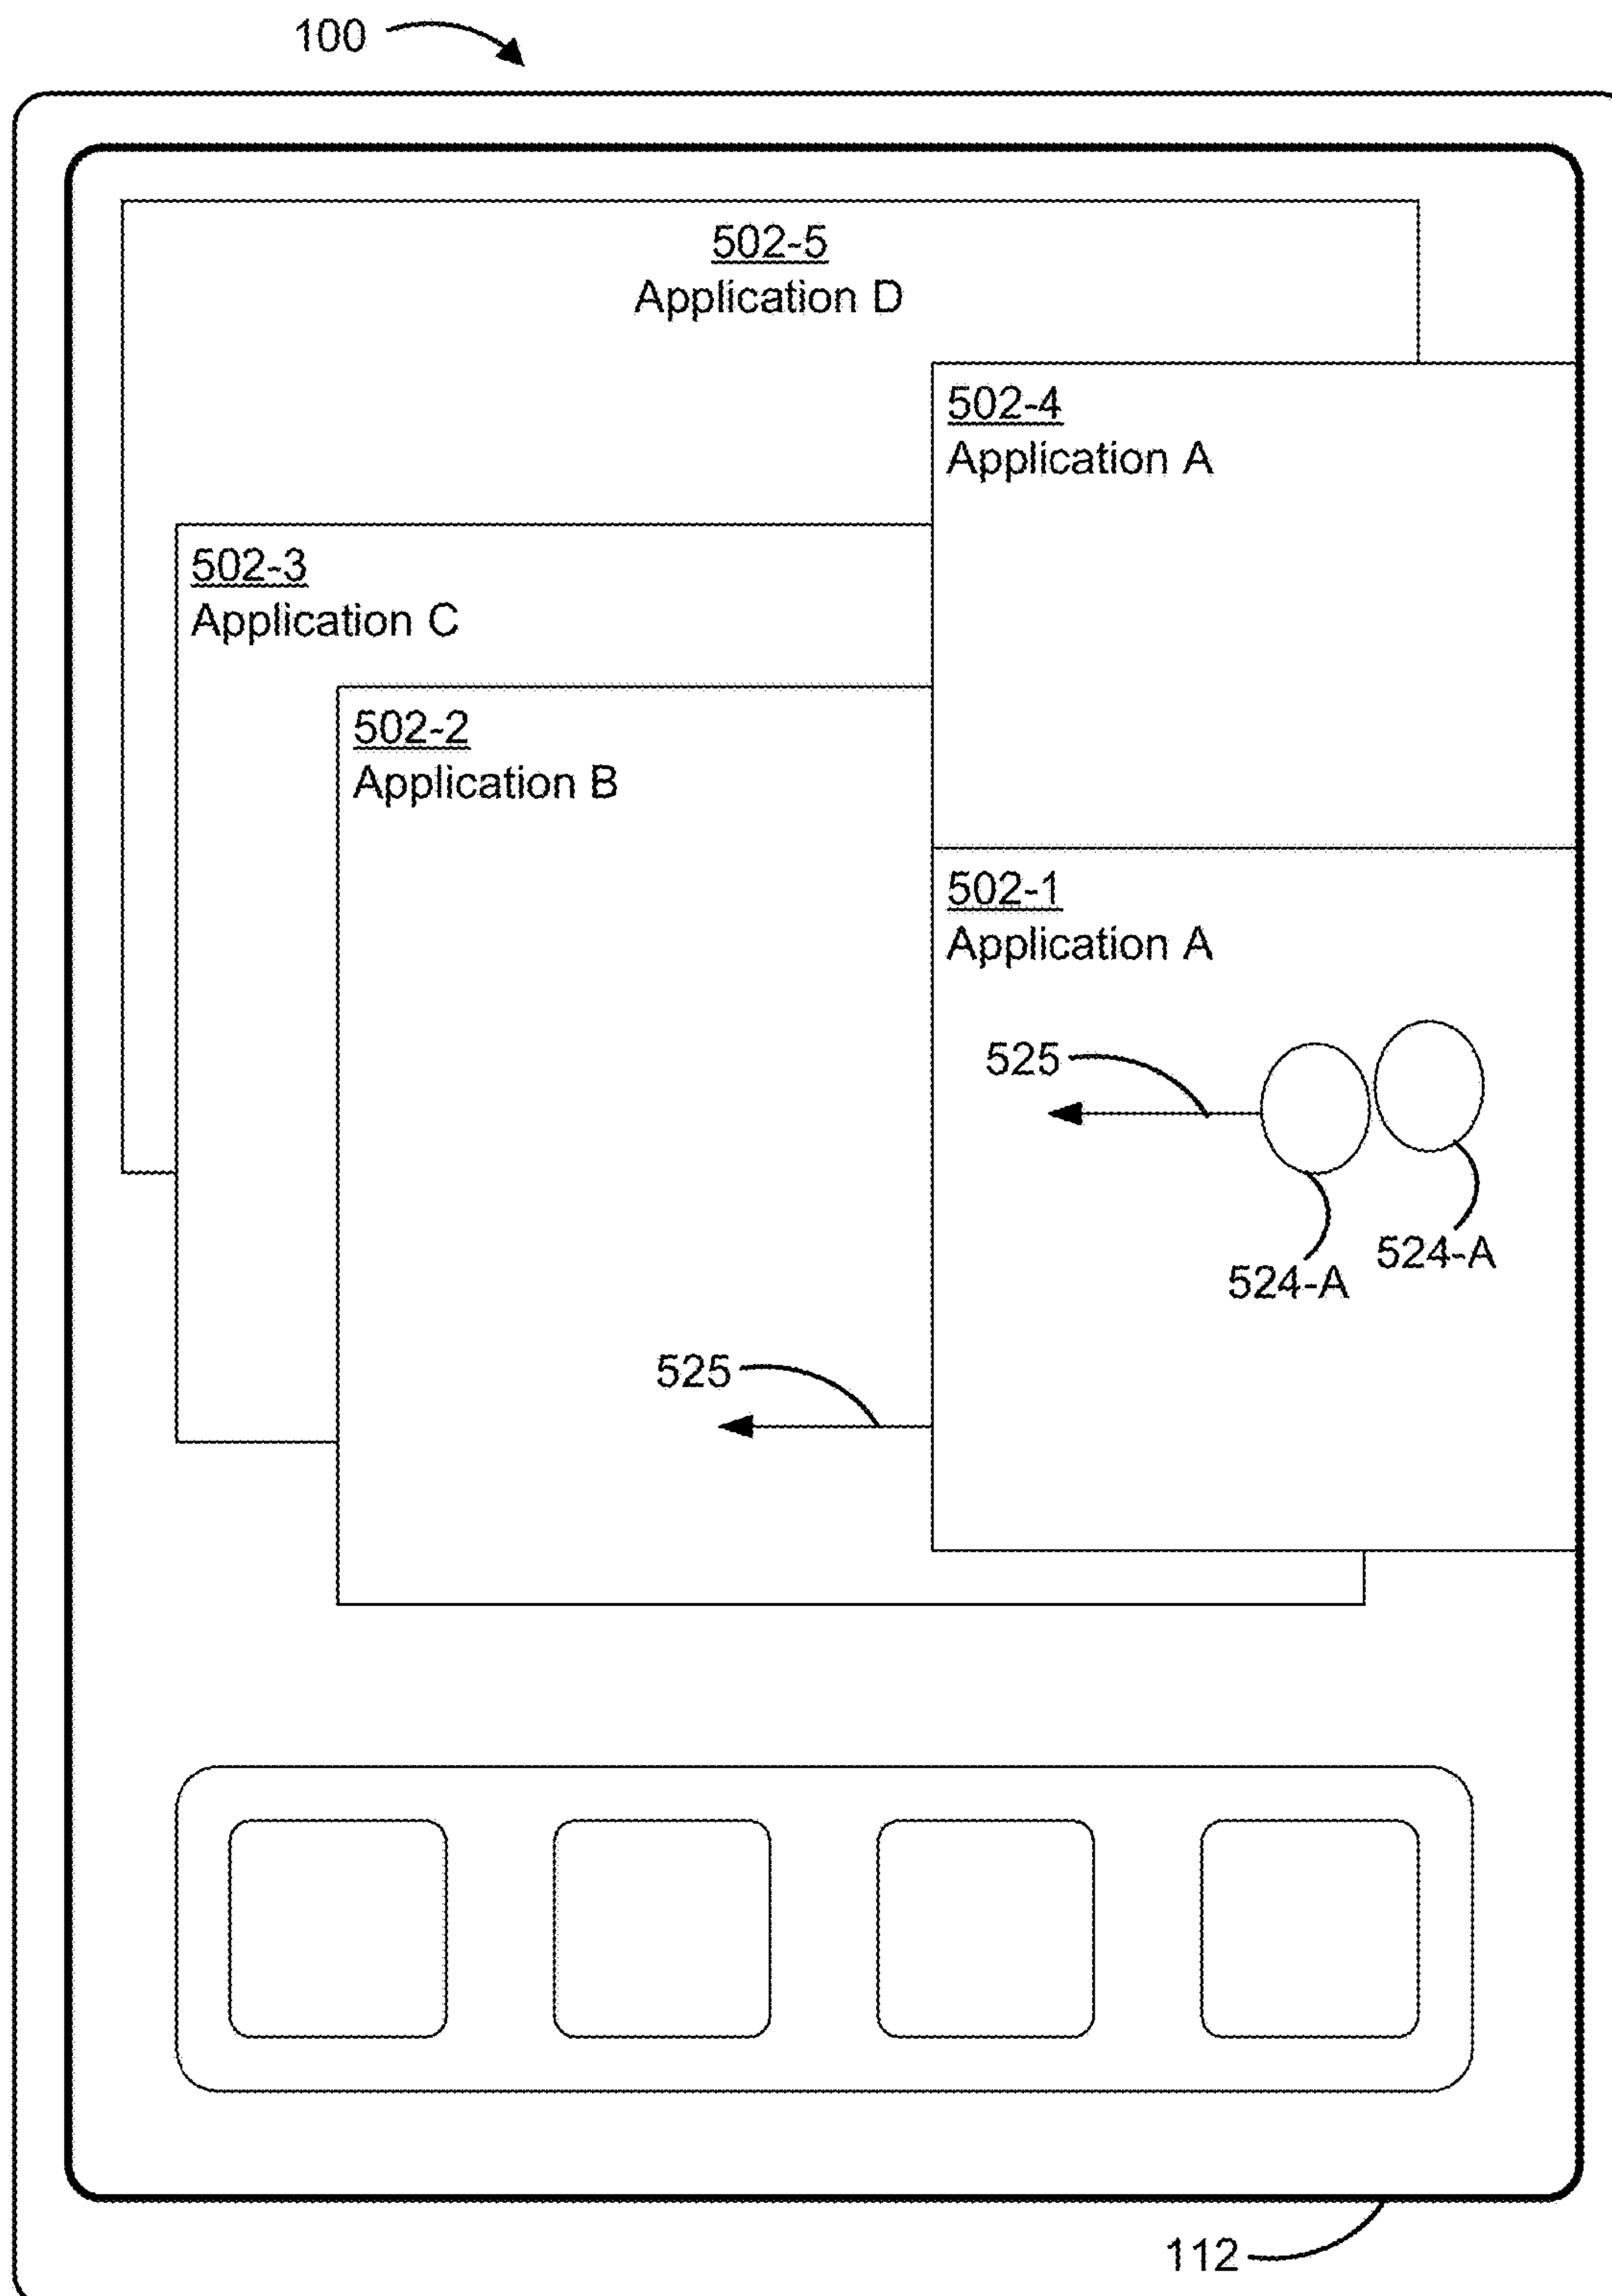 100
502-5
Application D
502-4
Application A
502-3
Application C
502-2
Application B
502-1
Application A
525
524-A
524-A
525
112